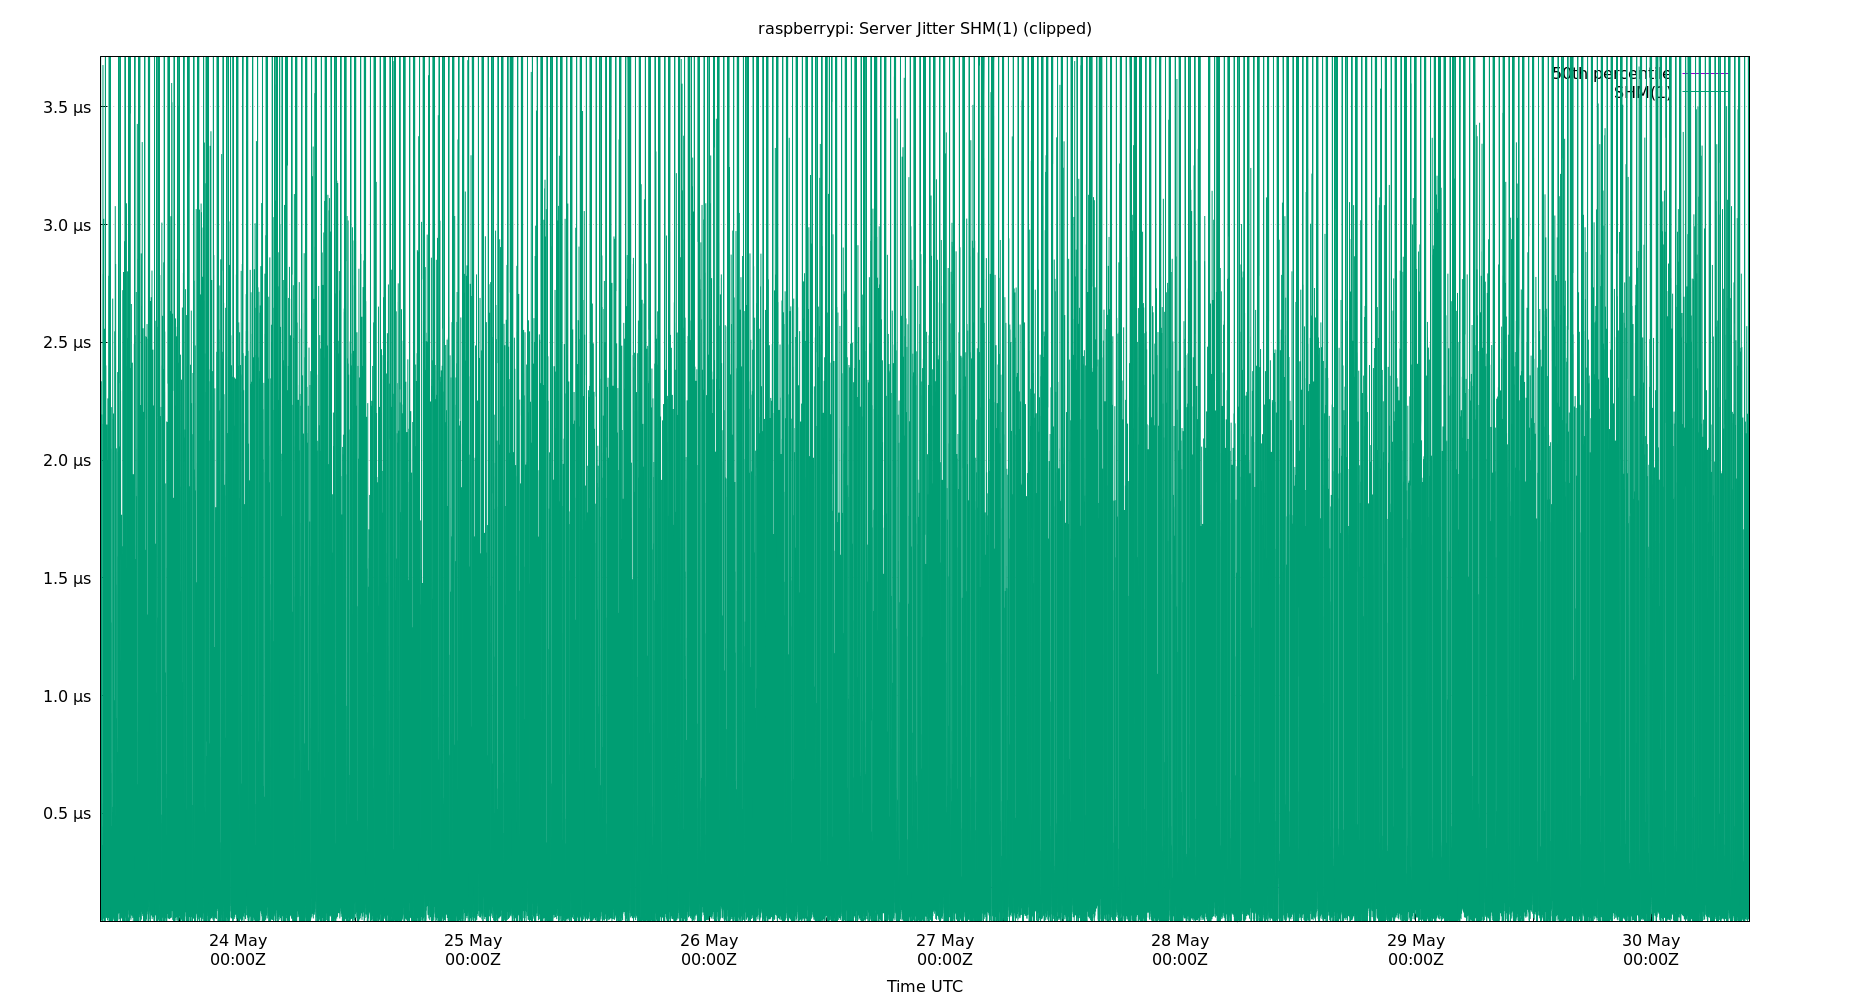 raspberrypi: Server Jitter SHM(1) (clipped)
50th percentile
SHM(1)
3.5 µs
3.0 µs
2.5 µs
2.0 µs
1.5 µs
1.0 µs
0.5 µs
24 May 25 May 26 May 27 May 28 May 29 May 30 May
00:00Z 00:00Z 00:00Z 00:00Z 00:00Z 00:00Z 00:00Z
Time UTC